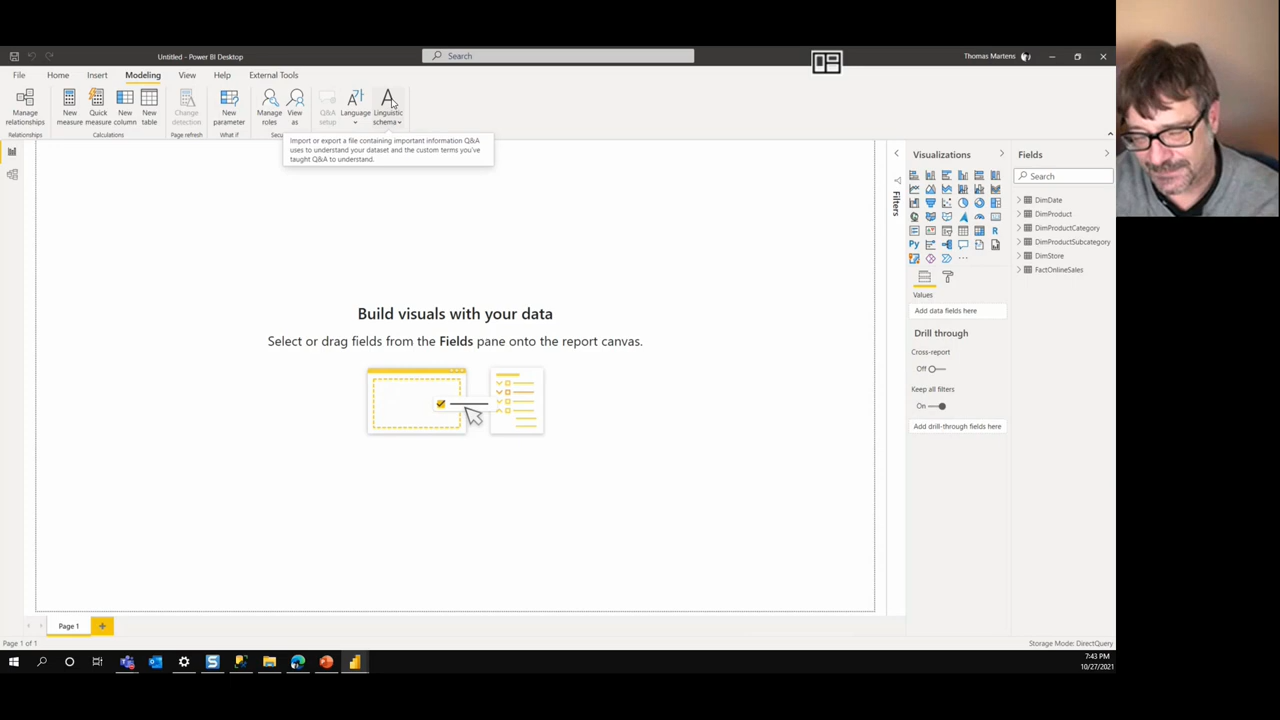 Untitled - Power BI Desktop
Search
Thomas Martens
File Home Insert Modeling View Help External Tools
Manage relationships
New measure
Quick measure
New column
New table
Change detection
New parameter
Manage roles
View as
Q&A setup
Language
Linguistic schema
Relationships
Calculations
Page refresh
What if
Secu
Import or export a file containing important information Q&A
uses to understand your dataset and the custom terms you've
taught Q&A to understand.
Build visuals with your data
Select or drag fields from the Fields pane onto the report canvas.
Filters
Visualizations
R
Py
Values
Add data fields here
Drill through
Cross-report
Off
Keep all filters
On
Add drill-through fields here
Fields
Search
DimDate
DimProduct
DimProductCategory
DimProductSubcategory
DimStore
FactOnlineSales
Page 1
Page 1 of 1
Storage Mode: DirectQuery
7:43 PM
10/27/2021